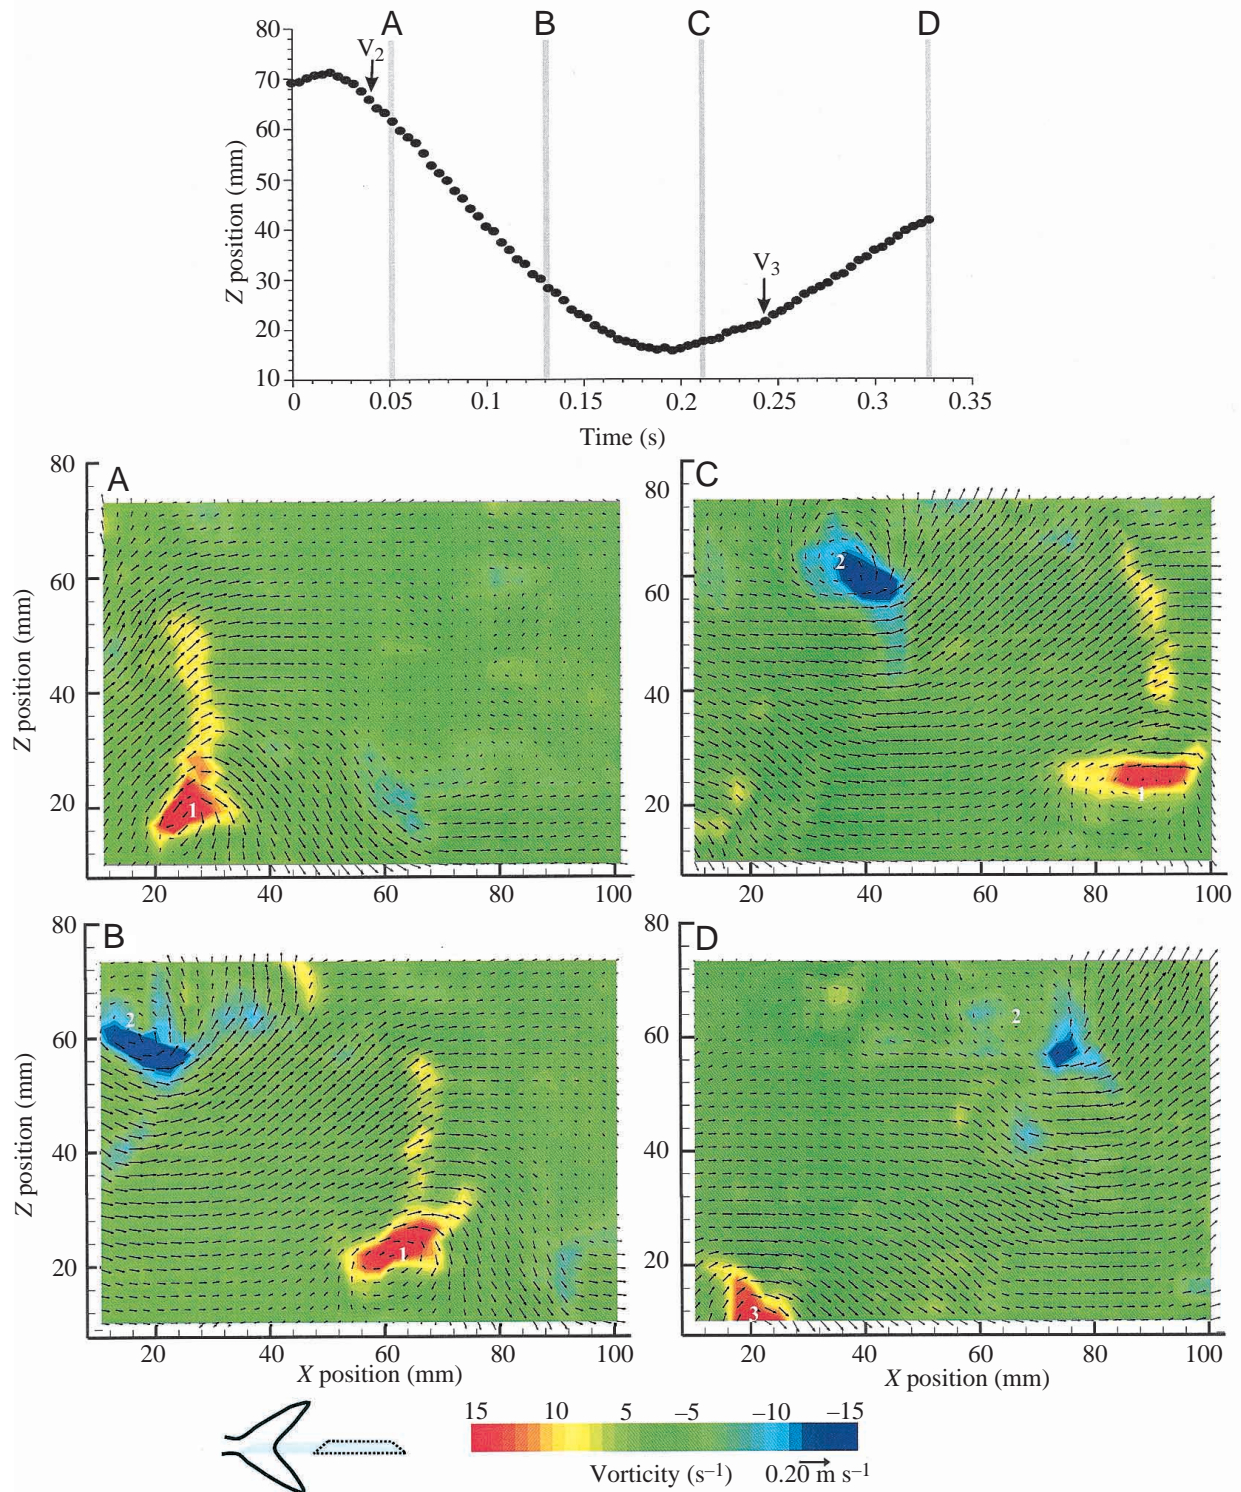 A B C D
80
70
60
50
40
30
20
10
Z position (mm)
V2
V3
0 0.05 0.1 0.15 0.2 0.25 0.3 0.35
Time (s)
A
80
60
40
20
Z position (mm)
1
20 40 60 80 100
C
80
60
40
20
2
1
20 40 60 80 100
B
80
60
40
20
Z position (mm)
2
1
20 40 60 80 100
X position (mm)
D
80
60
40
20
2
3
20 40 60 80 100
X position (mm)
15 10 5 –5 –10 –15
Vorticity (s–1) 0.20 m s–1